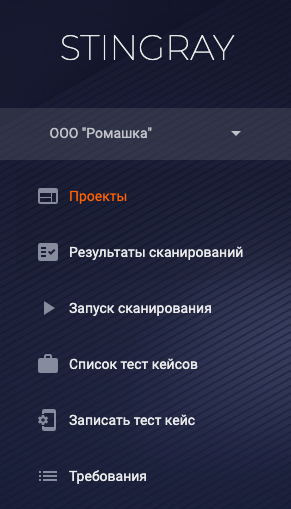 STINGRAY
ООО "Ромашка"
Проекты
Результаты сканирований
Запуск сканирования
Список тест кейсов
Записать тест кейс
Требования